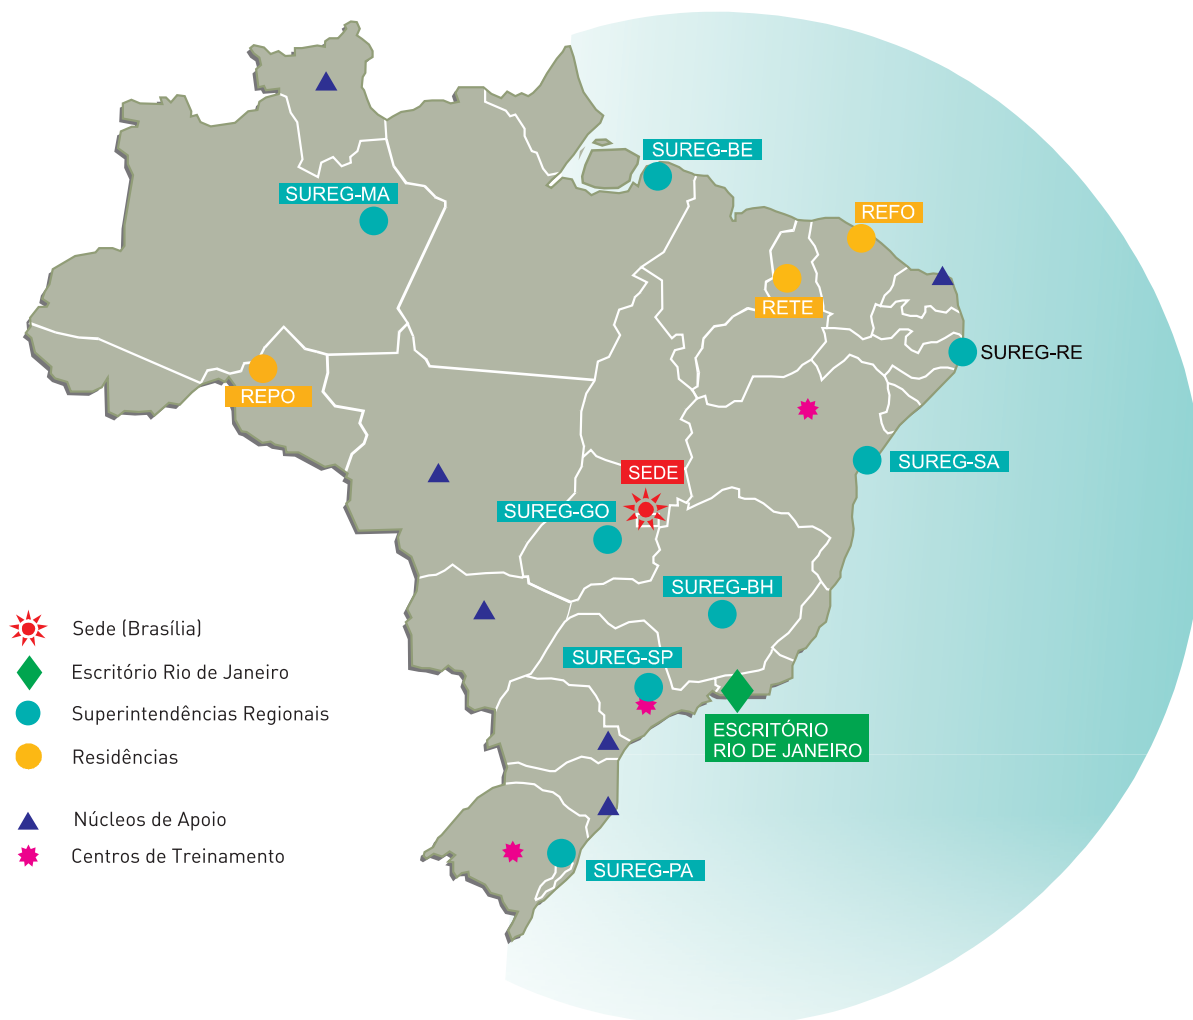 SUREG-BE
SUREG-MA
REFO
RETE
SUREG-RE
REPO
SUREG-SA
SEDE
SUREG-GO
SUREG-BH
SUREG-SP
ESCRITÓRIO
RIO DE JANEIRO
SUREG-PA
Sede (Brasília)
Escritório Rio de Janeiro
Superintendências Regionais
Residências
Núcleos de Apoio
Centros de Treinamento